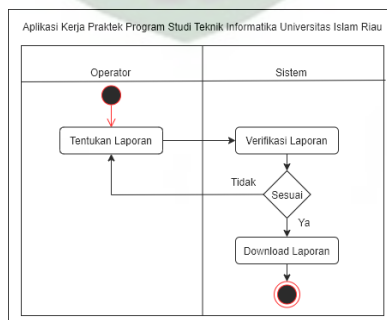 Aplikasi Kerja Praktek Program Studi Teknik Informatika Universitas Islam Riau
Operator
Sistem
Tentukan Laporan
Verifikasi Laporan
Tidak
Sesuai
Ya
Download Laporan